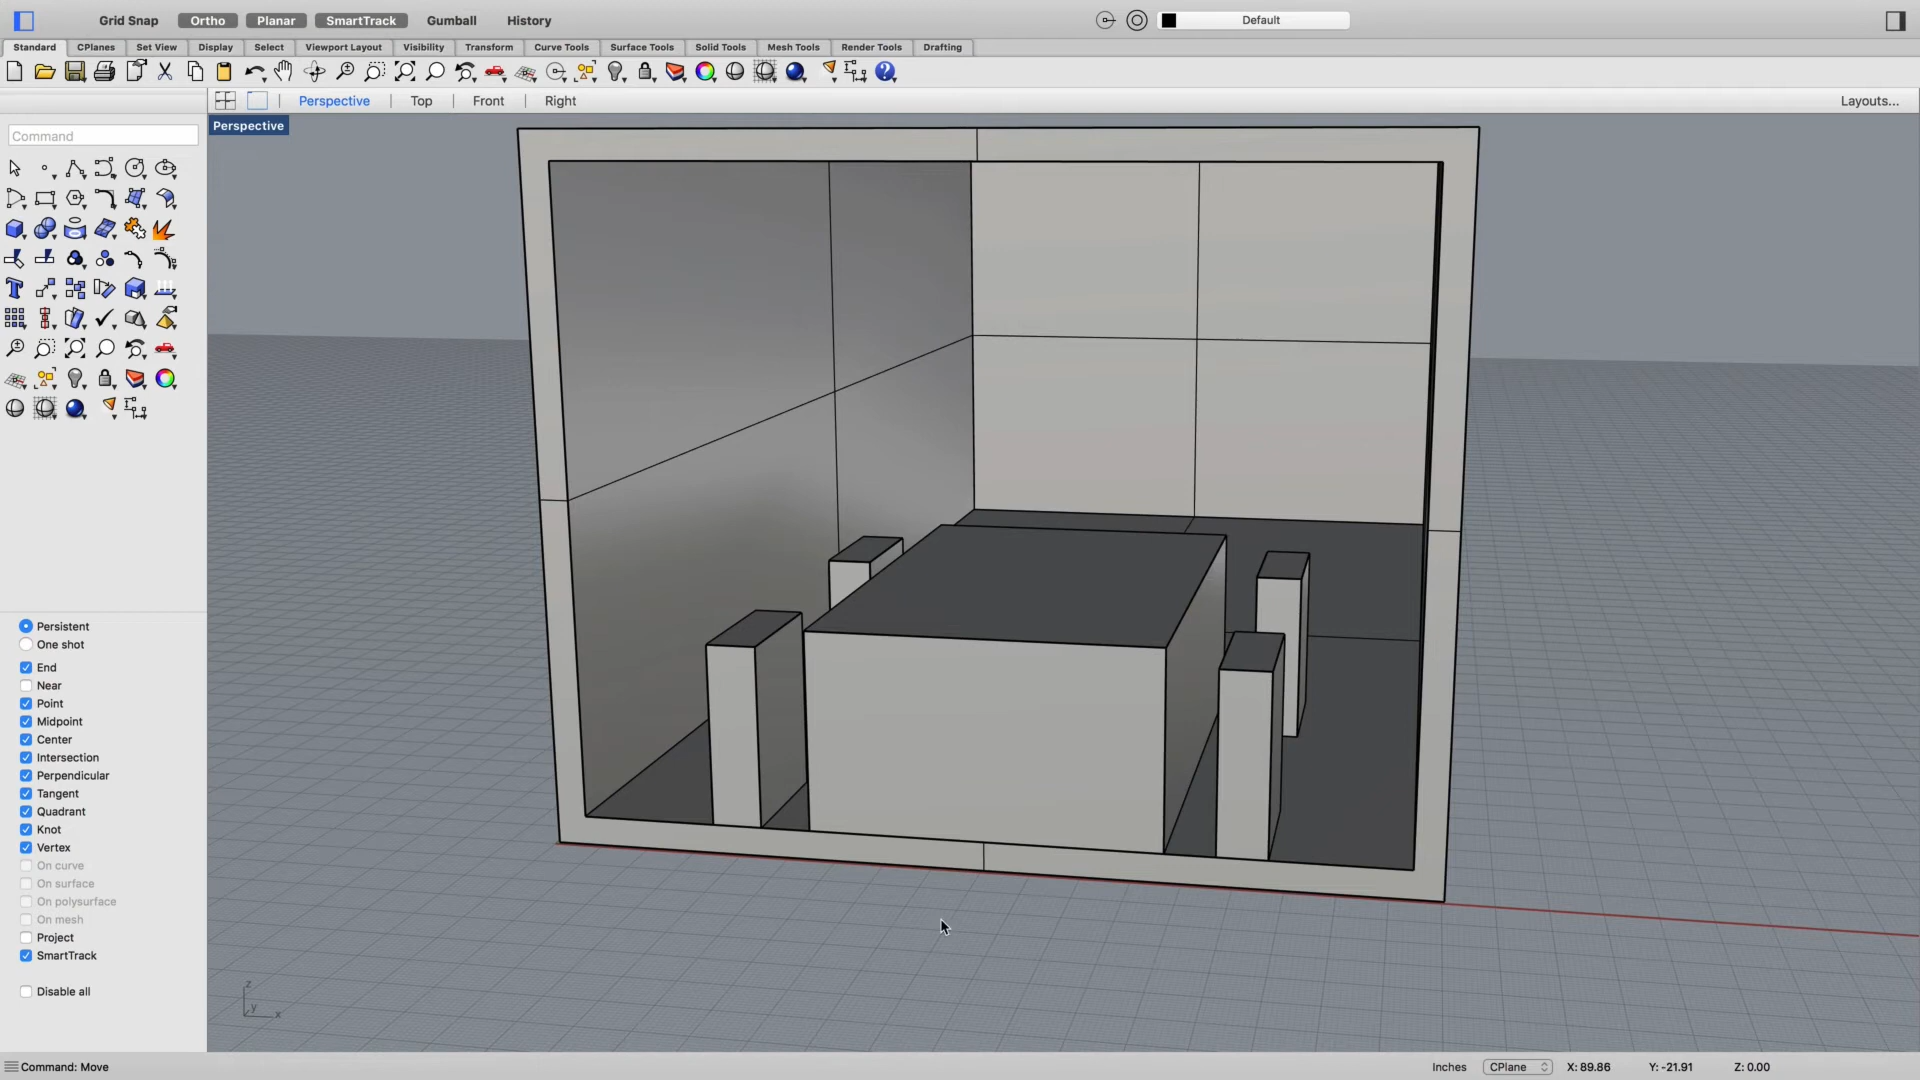 Grid Snap Ortho Planar SmartTrack Gumball History Default
Standard CPlanes Set View Display Select Viewport Layout Visibility Transform Curve Tools Surface Tools Solid Tools Mesh Tools Render Tools Drafting
Perspective Top Front Right Layouts...
Perspective
Command
Persistent
One shot
End
Near
Point
Midpoint
Center
Intersection
Perpendicular
Tangent
Quadrant
Knot
Vertex
On curve
On surface
On polysurface
On mesh
Project
SmartTrack
Disable all
z
y
x
Command: Move Inches CPlane X: 89.86 Y: -21.91 Z: 0.00